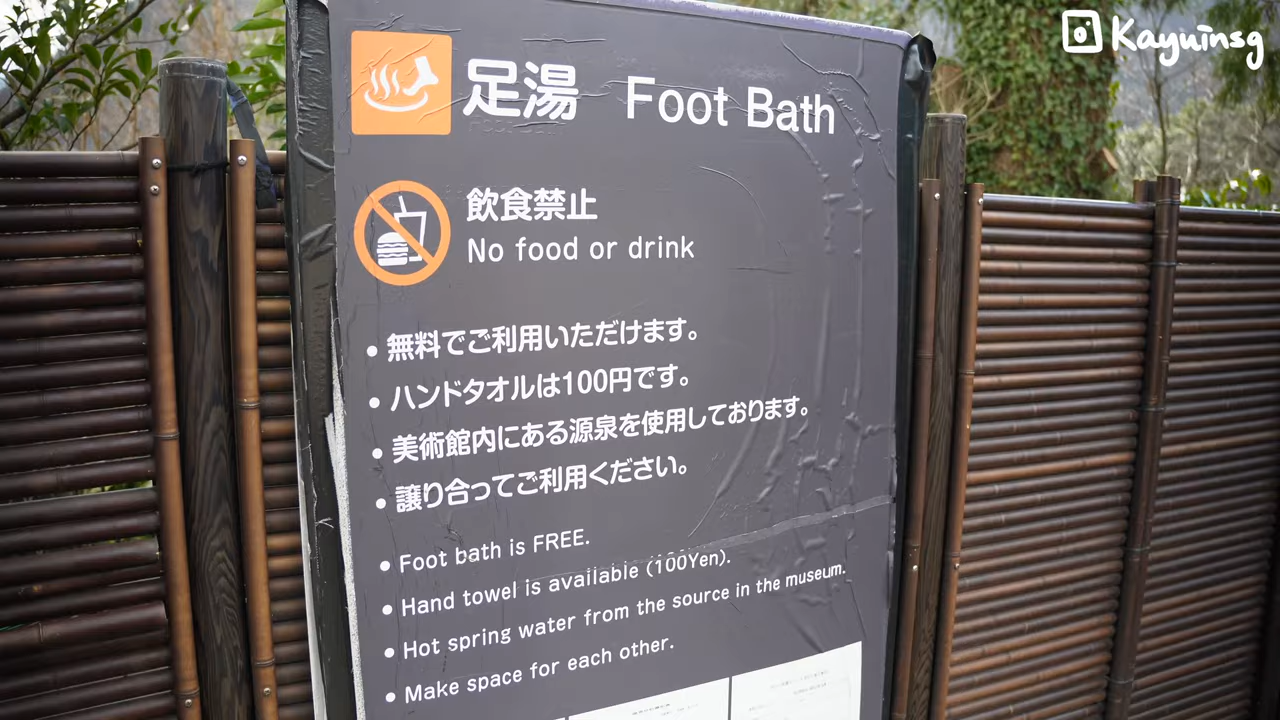 Kayuinsg
足湯 Foot Bath
飲食禁止
No food or drink
• 無料でご利用いただけます。
• ハンドタオルは100円です。
• 美術館内にある源泉を使用しております。
• 譲り合ってご利用ください。
• Foot bath is FREE.
• Hand towel is available (100Yen).
• Hot spring water from the source in the museum.
• Make space for each other.